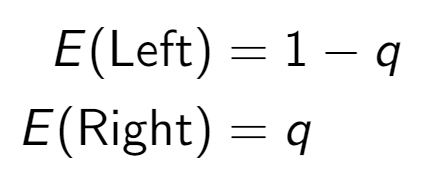 E(Left) = 1 − q
E(Right) = q